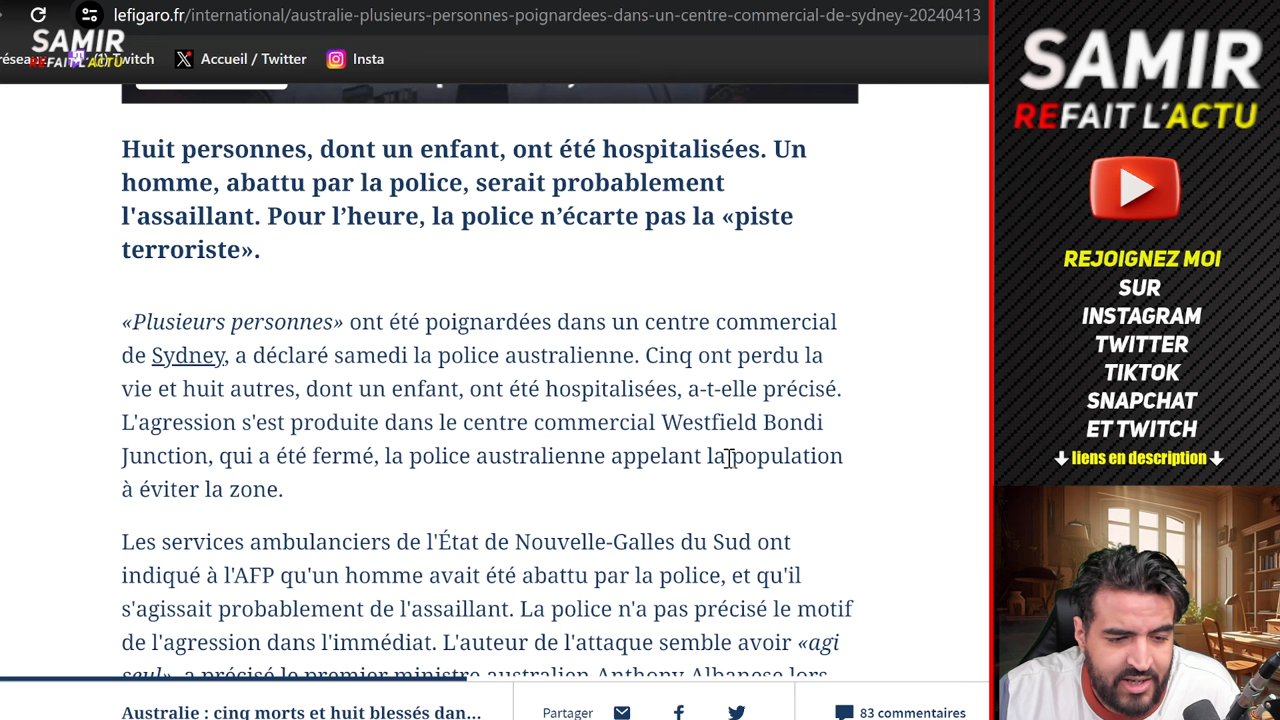 lefigaro.fr/international/australie-plusieurs-personnes-poignardees-dans-un-centre-commercial-de-sydney-20240413
SAMIR
REFAIT L'ACTU
(1) Twitch
Accueil / Twitter
Insta
Huit personnes, dont un enfant, ont été hospitalisées. Un
homme, abattu par la police, serait probablement
l'assaillant. Pour l’heure, la police n’écarte pas la «piste
terroriste».
«Plusieurs personnes» ont été poignardées dans un centre commercial
de Sydney, a déclaré samedi la police australienne. Cinq ont perdu la
vie et huit autres, dont un enfant, ont été hospitalisées, a-t-elle précisé.
L'agression s'est produite dans le centre commercial Westfield Bondi
Junction, qui a été fermé, la police australienne appelant la population
à éviter la zone.
Les services ambulanciers de l'État de Nouvelle-Galles du Sud ont
indiqué à l'AFP qu'un homme avait été abattu par la police, et qu'il
s'agissait probablement de l'assaillant. La police n'a pas précisé le motif
de l'agression dans l'immédiat. L'auteur de l'attaque semble avoir «agi
seul», a précisé le premier ministre australien Anthony Albanese lors
Australie : cinq morts et huit blessés dan...
Partager
83 commentaires
SAMIR
REFAIT L'ACTU
REJOIGNEZ MOI
SUR
INSTAGRAM
TWITTER
TIKTOK
SNAPCHAT
ET TWITCH
liens en description